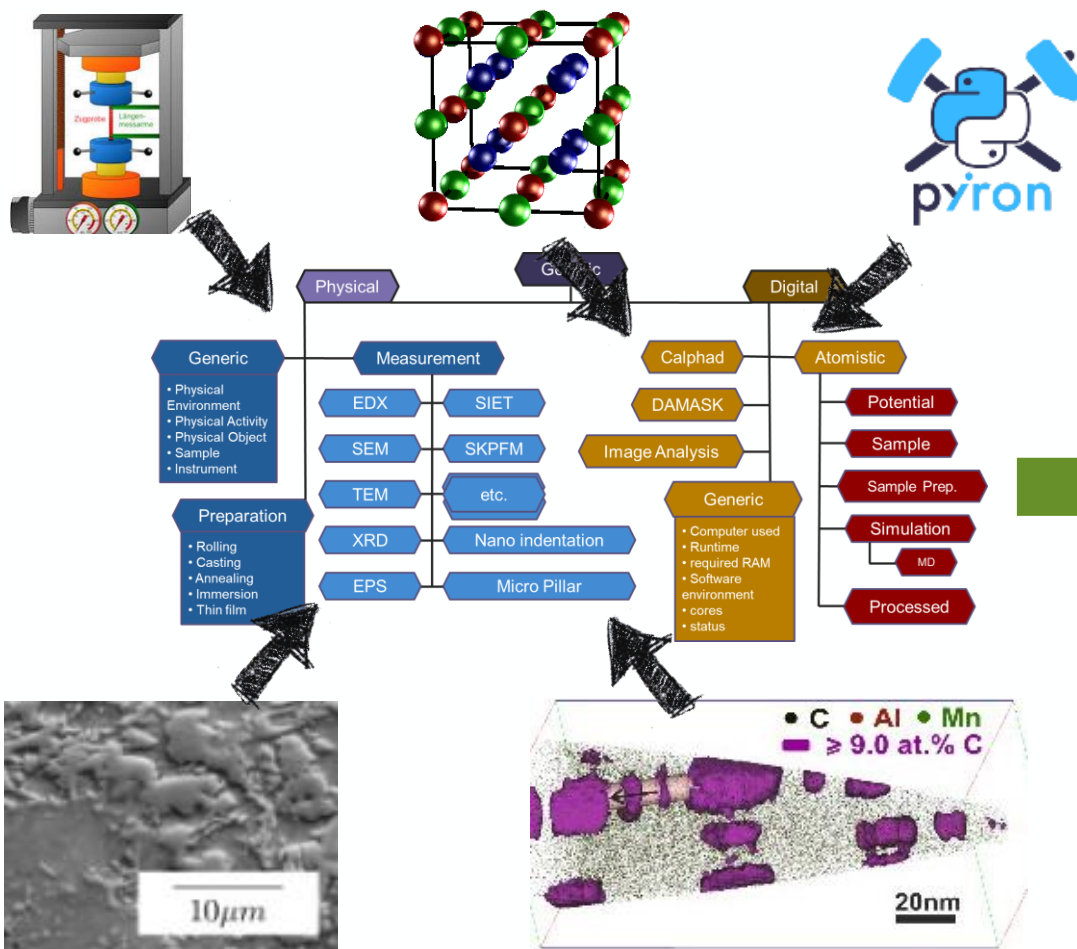 Zugprobe
Längen-
messarme
pyiron
Physical
Digital
Generic
• Physical
Environment
• Physical Activity
• Physical Object
• Sample
• Instrument
Measurement
EDX
SIET
SEM
SKPFM
TEM
etc.
XRD
Nano indentation
EPS
Micro Pillar
Preparation
• Rolling
• Casting
• Annealing
• Immersion
• Thin film
Calphad
DAMASK
Image Analysis
Generic
• Computer used
• Runtime
• required RAM
• Software
environment
• cores
• status
Atomistic
Potential
Sample
Sample Prep.
Simulation
MD
Processed
10μm
C Al Mn
⩾ 9.0 at.% C
20nm